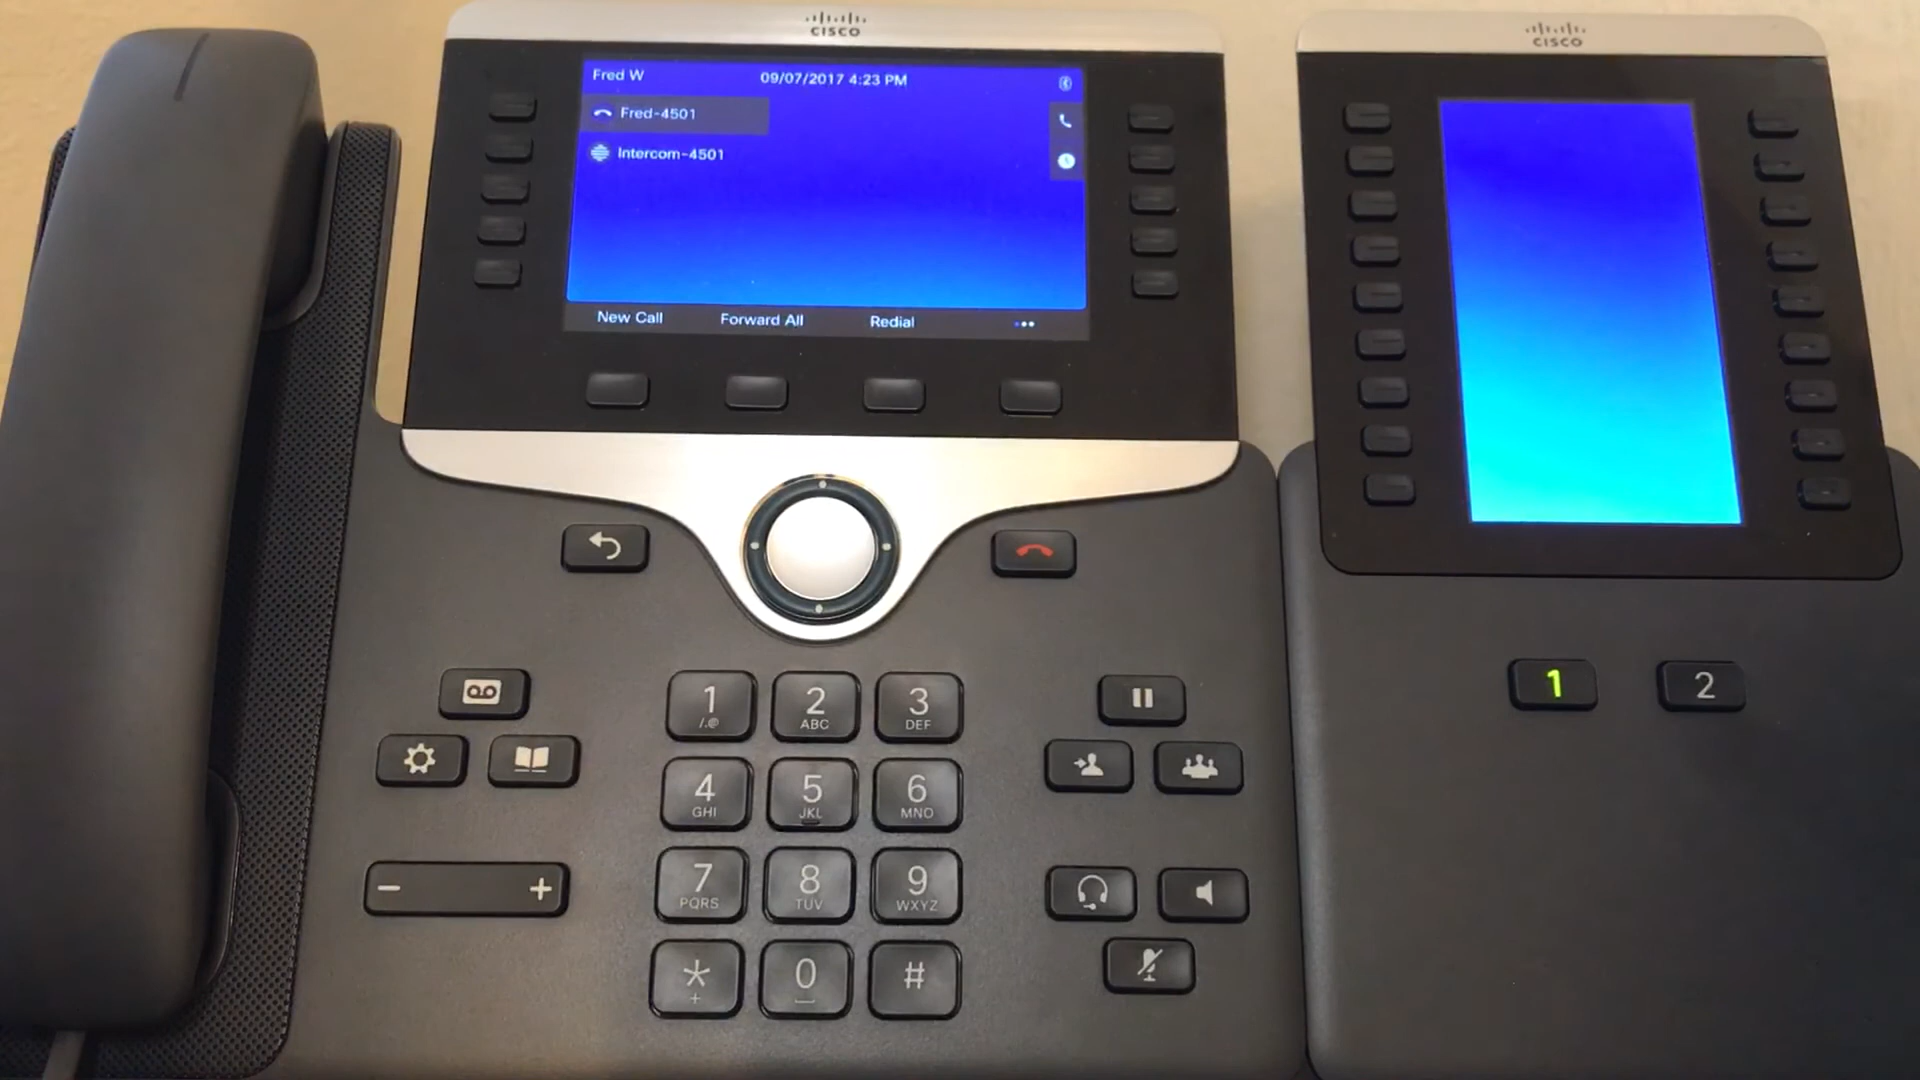 CISCO
CISCO
Fred W
09/07/2017 4:23 PM
Fred-4501
Intercom-4501
New Call
Forward All
Redial
1
2
1
/.@
2
ABC
3
DEF
4
GHI
5
JKL
6
MNO
7
PQRS
8
TUV
9
WXYZ
*
+
0
#